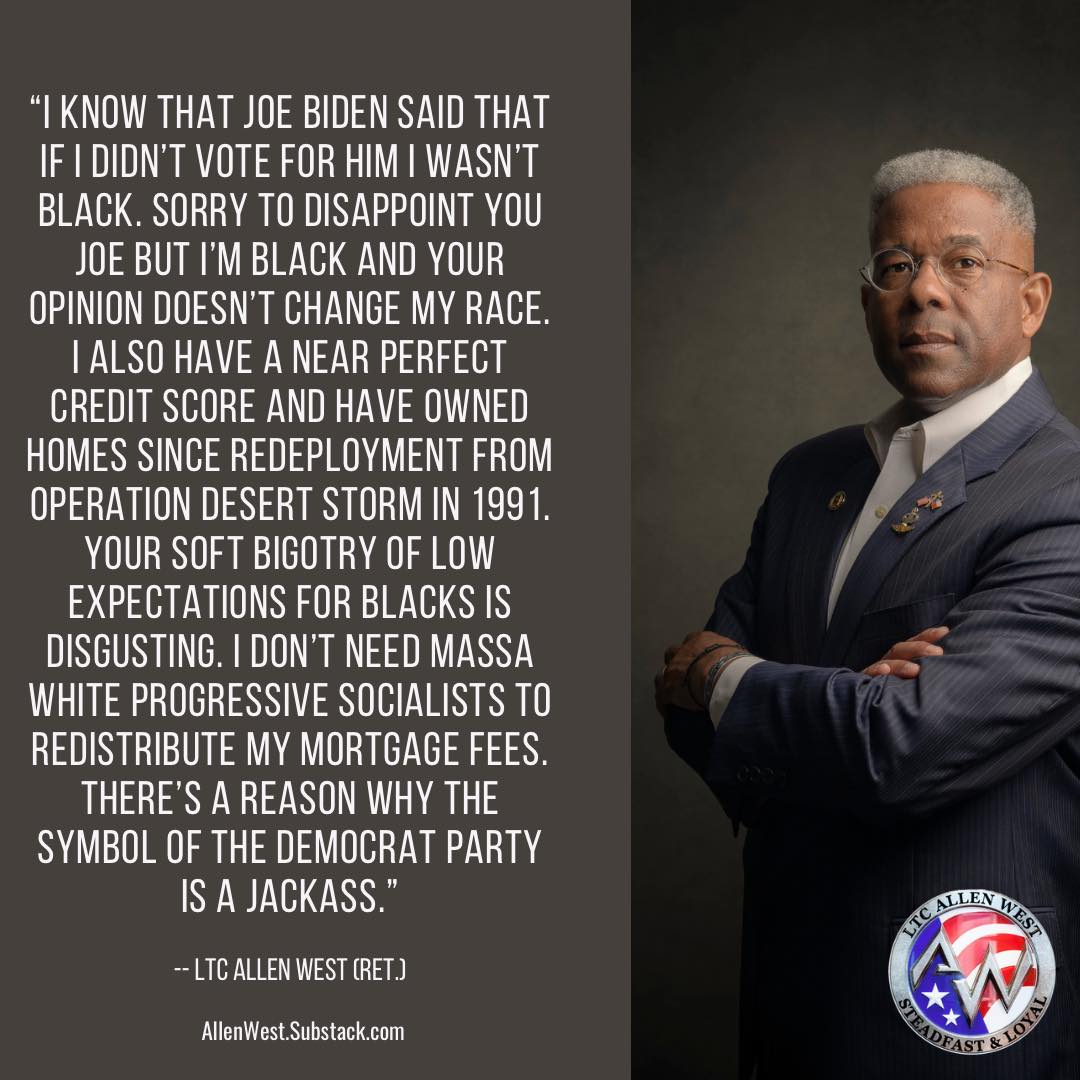 “I KNOW THAT JOE BIDEN SAID THAT
IF I DIDN’T VOTE FOR HIM I WASN’T
BLACK. SORRY TO DISAPPOINT YOU
JOE BUT I’M BLACK AND YOUR
OPINION DOESN’T CHANGE MY RACE.
I ALSO HAVE A NEAR PERFECT
CREDIT SCORE AND HAVE OWNED
HOMES SINCE REDEPLOYMENT FROM
OPERATION DESERT STORM IN 1991.
YOUR SOFT BIGOTRY OF LOW
EXPECTATIONS FOR BLACKS IS
DISGUSTING. I DON’T NEED MASSA
WHITE PROGRESSIVE SOCIALISTS TO
REDISTRIBUTE MY MORTGAGE FEES.
THERE’S A REASON WHY THE
SYMBOL OF THE DEMOCRAT PARTY
IS A JACKASS.”
-- LTC ALLEN WEST (RET.)
AllenWest.Substack.com
LTC ALLEN WEST
AW
STEADFAST & LOYAL